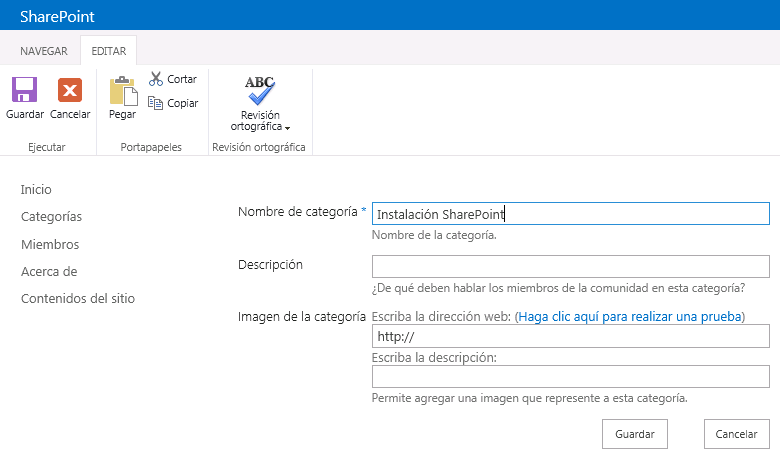 SharePoint
NAVEGAR
EDITAR
Guardar
Cancelar
Pegar
Cortar
Copiar
ABC
Revisión
ortográfica
Ejecutar
Portapapeles
Revisión ortográfica
Inicio
Categorías
Miembros
Acerca de
Contenidos del sitio
Nombre de categoría *
Instalación SharePoint
Nombre de la categoría.
Descripción
¿De qué deben hablar los miembros de la comunidad en esta categoría?
Imagen de la categoría
Escriba la dirección web: (Haga clic aquí para realizar una prueba)
http://
Escriba la descripción:
Permite agregar una imagen que represente a esta categoría.
Guardar
Cancelar